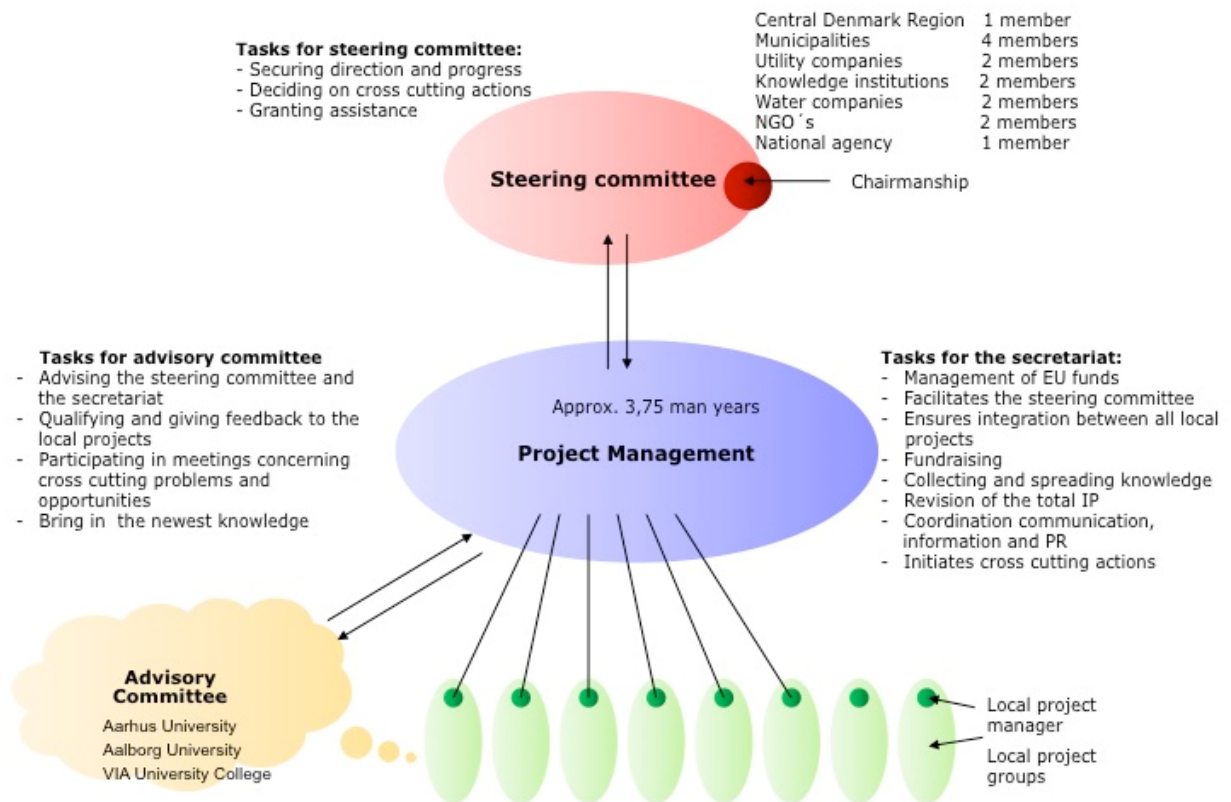 Central Denmark Region 1 member
Municipalities 4 members
Utility companies 2 members
Knowledge institutions 2 members
Water companies 2 members
NGO´s 2 members
National agency 1 member
Tasks for steering committee:
- Securing direction and progress
- Deciding on cross cutting actions
- Granting assistance
Steering committee
Chairmanship
Tasks for advisory committee
- Advising the steering committee and
the secretariat
- Qualifying and giving feedback to the
local projects
- Participating in meetings concerning
cross cutting problems and
opportunities
- Bring in the newest knowledge
Approx. 3,75 man years
Project Management
Tasks for the secretariat:
- Management of EU funds
- Facilitates the steering committee
- Ensures integration between all local
projects
- Fundraising
- Collecting and spreading knowledge
- Revision of the total IP
- Coordination communication,
information and PR
- Initiates cross cutting actions
Advisory
Committee
Aarhus University
Aalborg University
VIA University College
Local project
manager
Local project
groups